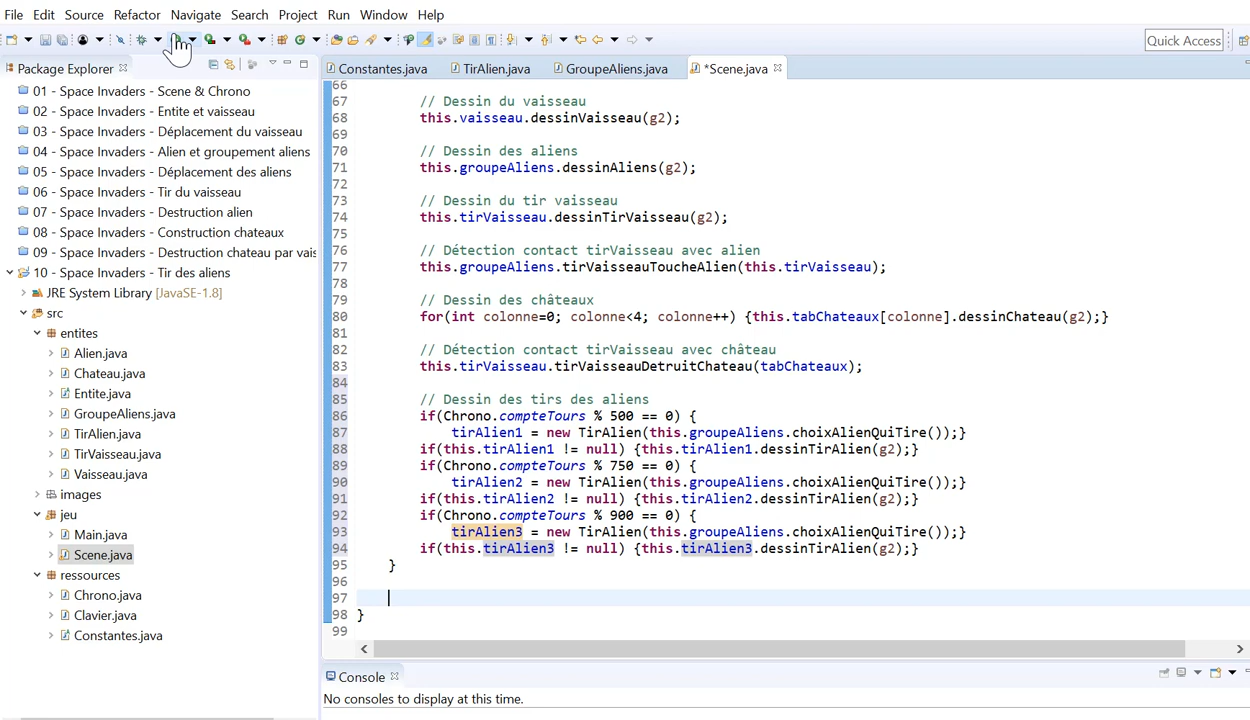 File Edit Source Refactor Navigate Search Project Run Window Help
Quick Access
Package Explorer
Constantes.java TirAlien.java GroupeAliens.java *Scene.java
01 - Space Invaders - Scene & Chrono
02 - Space Invaders - Entite et vaisseau
03 - Space Invaders - Déplacement du vaisseau
04 - Space Invaders - Alien et groupement aliens
05 - Space Invaders - Déplacement des aliens
06 - Space Invaders - Tir du vaisseau
07 - Space Invaders - Destruction alien
08 - Space Invaders - Construction chateaux
09 - Space Invaders - Destruction chateau par vais
10 - Space Invaders - Tir des aliens
JRE System Library [JavaSE-1.8]
src
entites
Alien.java
Chateau.java
Entite.java
GroupeAliens.java
TirAlien.java
TirVaisseau.java
Vaisseau.java
images
jeu
Main.java
Scene.java
ressources
Chrono.java
Clavier.java
Constantes.java
66
67 // Dessin du vaisseau
68 this.vaisseau.dessinVaisseau(g2);
69
70 // Dessin des aliens
71 this.groupeAliens.dessinAliens(g2);
72
73 // Dessin du tir vaisseau
74 this.tirVaisseau.dessinTirVaisseau(g2);
75
76 // Détection contact tirVaisseau avec alien
77 this.groupeAliens.tirVaisseauToucheAlien(this.tirVaisseau);
78
79 // Dessin des châteaux
80 for(int colonne=0; colonne<4; colonne++) {this.tabChateaux[colonne].dessinChateau(g2);}
81
82 // Détection contact tirVaisseau avec château
83 this.tirVaisseau.tirVaisseauDetruitChateau(tabChateaux);
84
85 // Dessin des tirs des aliens
86 if(Chrono.compteTours % 500 == 0) {
87 tirAlien1 = new TirAlien(this.groupeAliens.choixAlienQuiTire());}
88 if(this.tirAlien1 != null) {this.tirAlien1.dessinTirAlien(g2);}
89 if(Chrono.compteTours % 750 == 0) {
90 tirAlien2 = new TirAlien(this.groupeAliens.choixAlienQuiTire());}
91 if(this.tirAlien2 != null) {this.tirAlien2.dessinTirAlien(g2);}
92 if(Chrono.compteTours % 900 == 0) {
93 tirAlien3 = new TirAlien(this.groupeAliens.choixAlienQuiTire());}
94 if(this.tirAlien3 != null) {this.tirAlien3.dessinTirAlien(g2);}
95 }
96
97
98 }
99
Console
No consoles to display at this time.